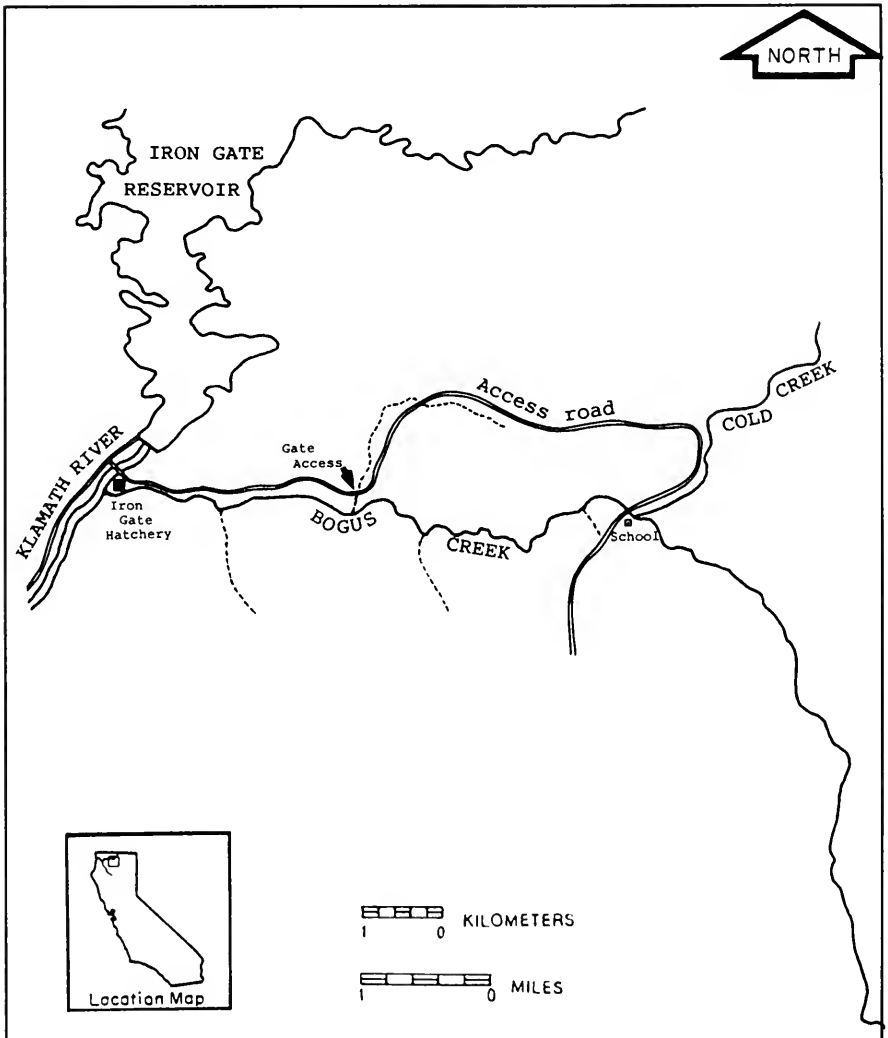 NORTH
IRON GATE
RESERVOIR
Access road
COLD CREEK
KLAMATH RIVER
Gate
Access
Iron
Gate
Hatchery
BOGUS
CREEK
School
Location Map
1 0 KILOMETERS
1 0 MILES